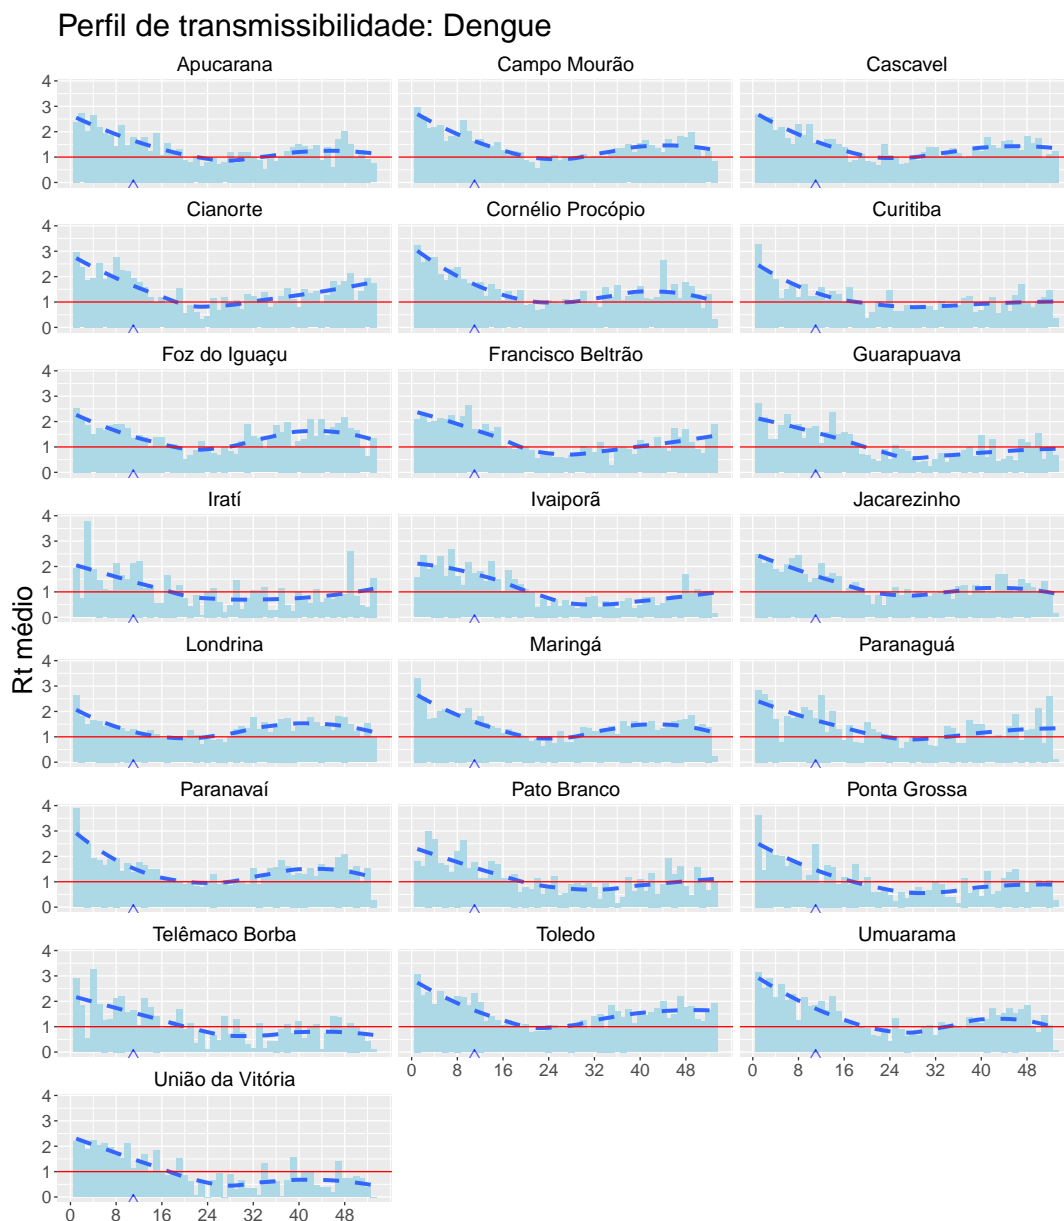 Perfil de transmissibilidade: Dengue
Apucarana
Campo Mourão
Cascavel
4
3
2
1
0
Cianorte
Cornélio Procópio
Curitiba
4
3
2
1
0
Foz do Iguaçu
Francisco Beltrão
Guarapuava
4
3
2
1
0
Iratí
Ivaiporã
Jacarezinho
4
3
2
1
0
Rt médio
Londrina
Maringá
Paranaguá
4
3
2
1
0
Paranavaí
Pato Branco
Ponta Grossa
4
3
2
1
0
Telêmaco Borba
Toledo
Umuarama
4
3
2
1
0
0 8 16 24 32 40 48
0 8 16 24 32 40 48
União da Vitória
4
3
2
1
0
0 8 16 24 32 40 48